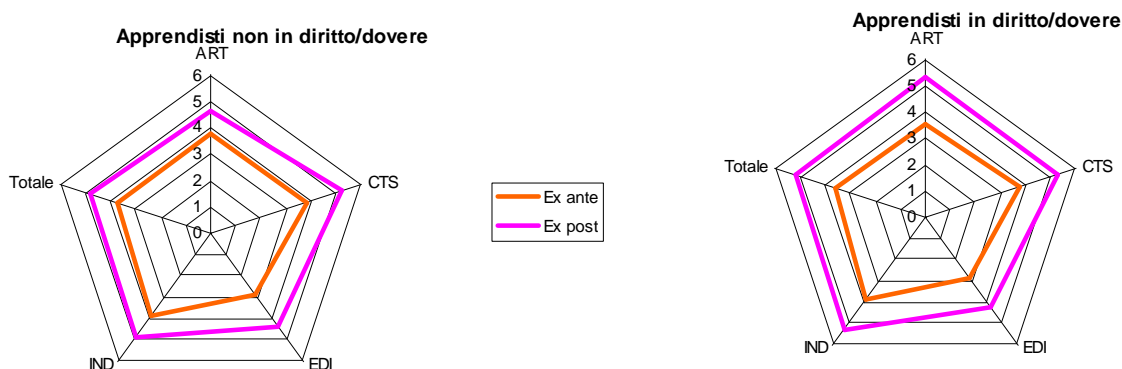 Apprendisti non in diritto/dovere
ART
6
5
4
3
2
1
0
Totale
CTS
IND
EDI
Ex ante
Ex post
Apprendisti in diritto/dovere
ART
6
5
4
3
2
1
0
Totale
CTS
IND
EDI